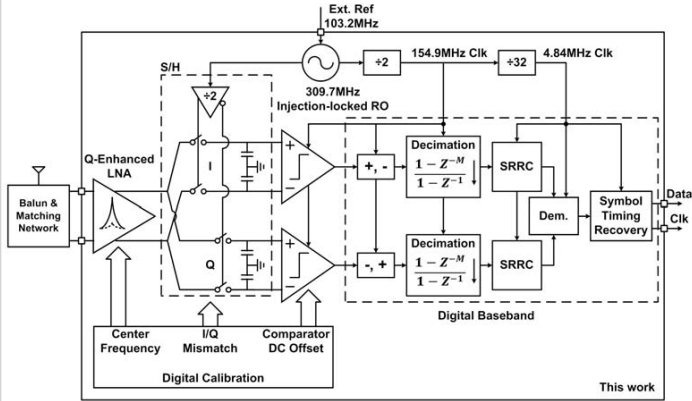 Ext. Ref
103.2MHz
S/H
÷2
154.9MHz Clk
÷32
4.84MHz Clk
÷2
309.7MHz
Injection-locked RO
Q-Enhanced
LNA
I
+
−
+, -
Decimation
1 − Z^{−M}
1 − Z^{−1}
SRRC
Balun &
Matching
Network
Dem.
Symbol
Timing
Recovery
Data
Clk
Q
+
−
-, +
Decimation
1 − Z^{−M}
1 − Z^{−1}
SRRC
Digital Baseband
Center
Frequency
I/Q
Mismatch
Comparator
DC Offset
Digital Calibration
This work